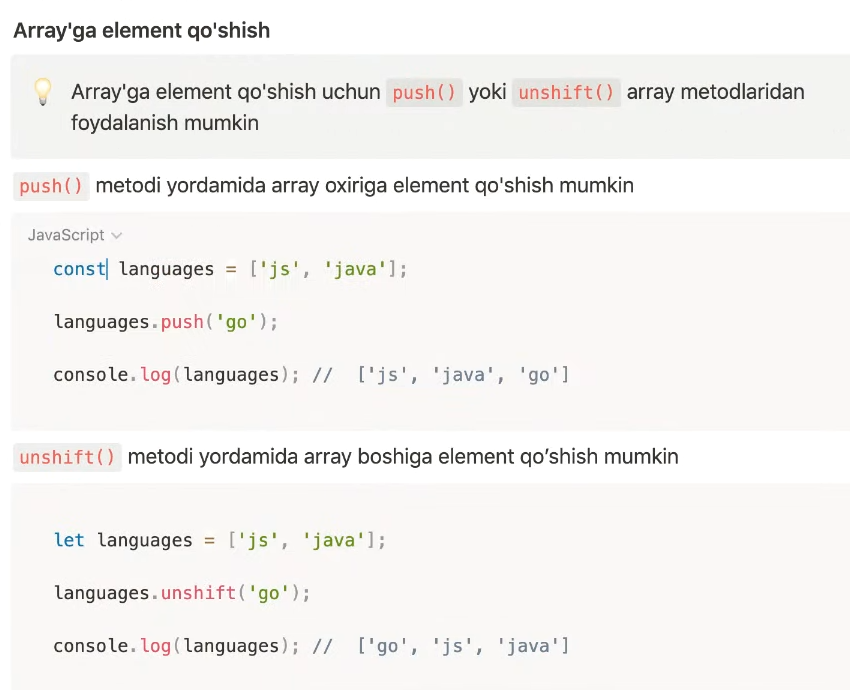 Array'ga element qo'shish
Array'ga element qo'shish uchun push() yoki unshift() array metodlaridan
foydalanish mumkin
push() metodi yordamida array oxiriga element qo'shish mumkin
JavaScript
const languages = ['js', 'java'];
languages.push('go');
console.log(languages); //  ['js', 'java', 'go']
unshift() metodi yordamida array boshiga element qo’shish mumkin
let languages = ['js', 'java'];
languages.unshift('go');
console.log(languages); //  ['go', 'js', 'java']